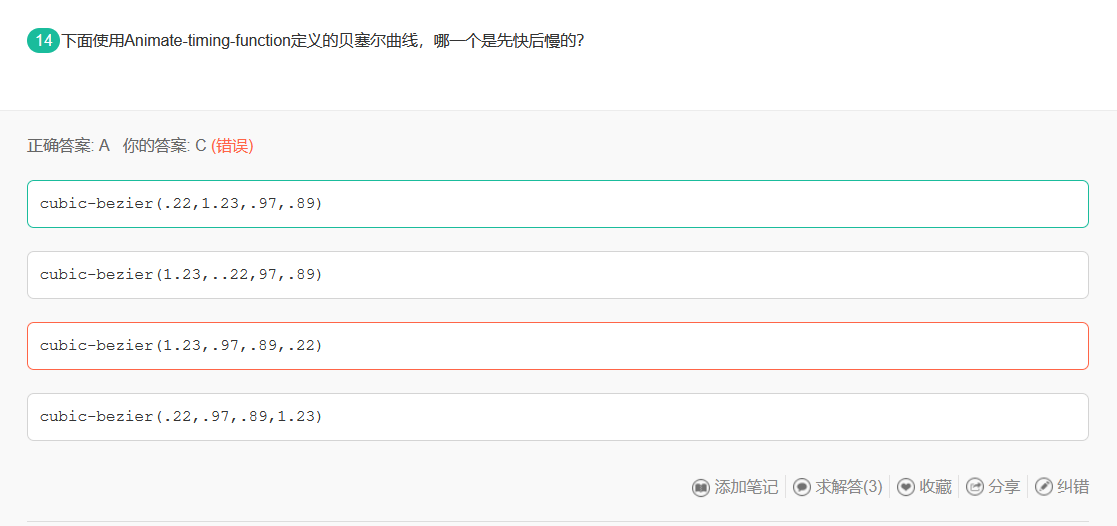 14 下面使用Animate-timing-function定义的贝塞尔曲线，哪一个是先快后慢的？
正确答案: A 你的答案: C (错误)
cubic-bezier(.22,1.23,.97,.89)
cubic-bezier(1.23,..22,97,.89)
cubic-bezier(1.23,.97,.89,.22)
cubic-bezier(.22,.97,.89,1.23)
添加笔记 求解答(3) 收藏 分享 纠错